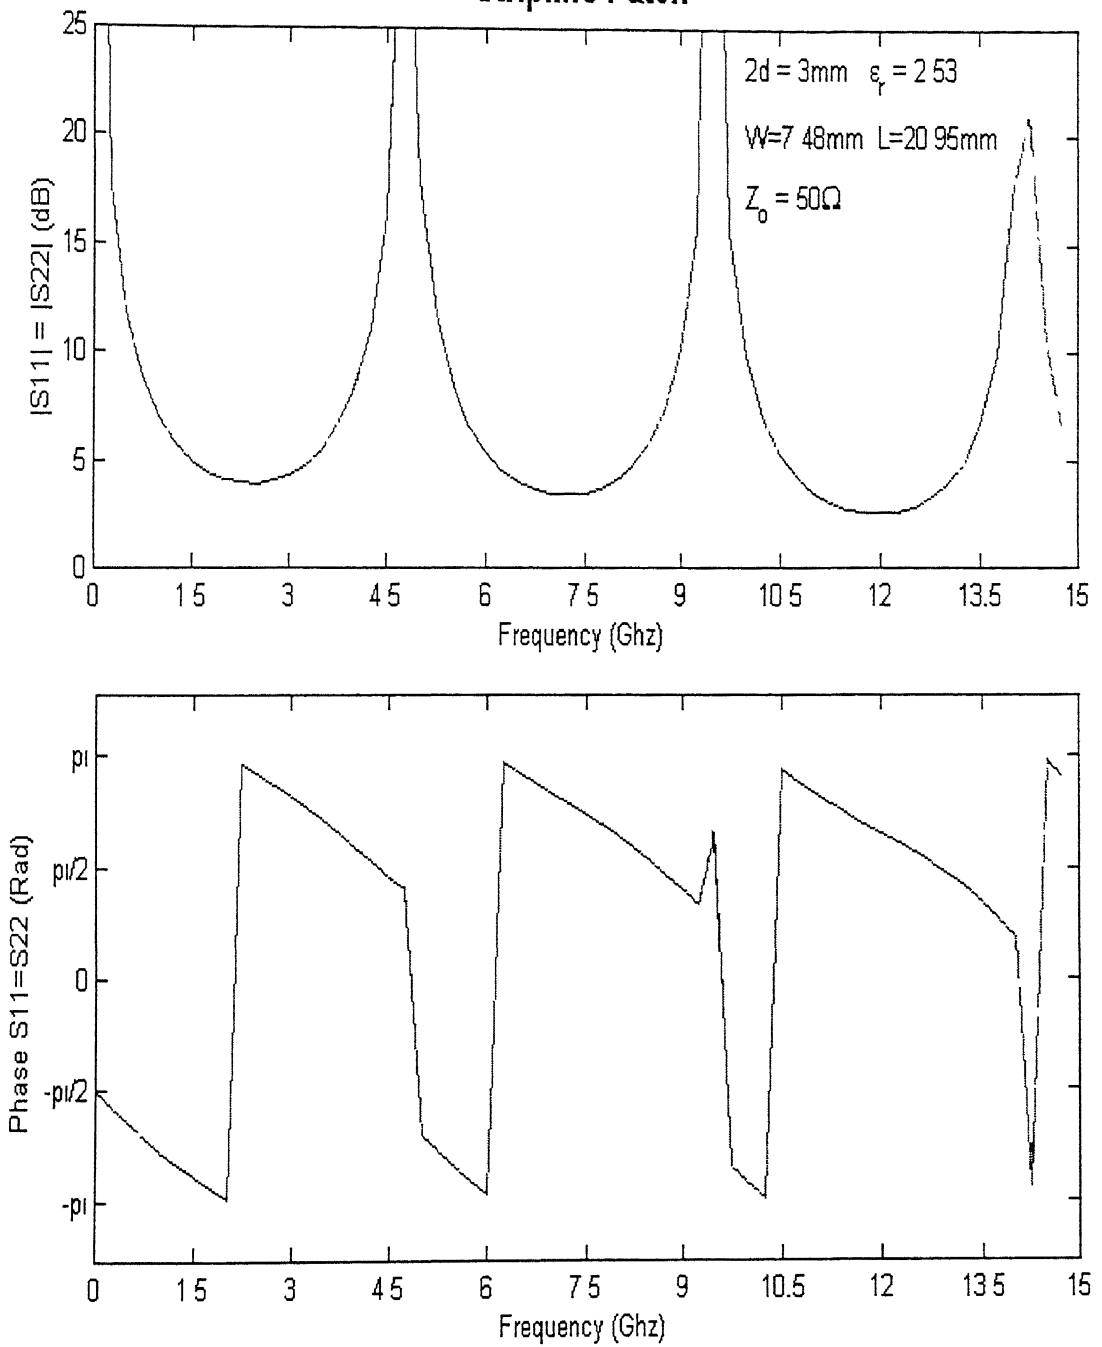 25
20
15
10
5
0
|S11| = |S22| (dB)
2d = 3mm εr = 2 53
W=7 48mm L=20 95mm
Zo = 50Ω
0 1 5 3 4 5 6 7 5 9 10 5 12 13 5 15
Frequency (Ghz)
pi
pi/2
0
-pi/2
-pi
Phase S11=S22 (Rad)
0 1 5 3 4 5 6 7 5 9 10 5 12 13 5 15
Frequency (Ghz)